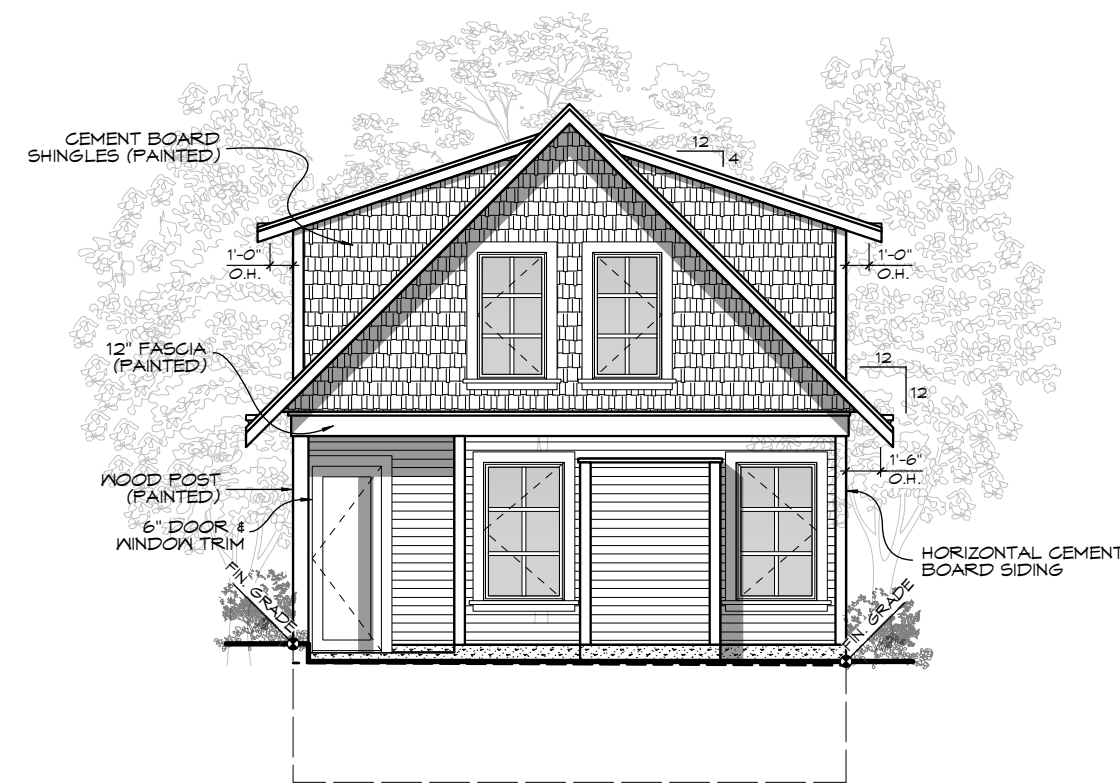 CEMENT BOARD
SHINGLES (PAINTED)
12
4
1'-0"
O.H.
1'-0"
O.H.
12" FASCIA
(PAINTED)
12
12
1'-6"
O.H.
WOOD POST
(PAINTED)
6" DOOR &
WINDOW TRIM
HORIZONTAL CEMENT
BOARD SIDING
FIN. GRADE
FIN. GRADE